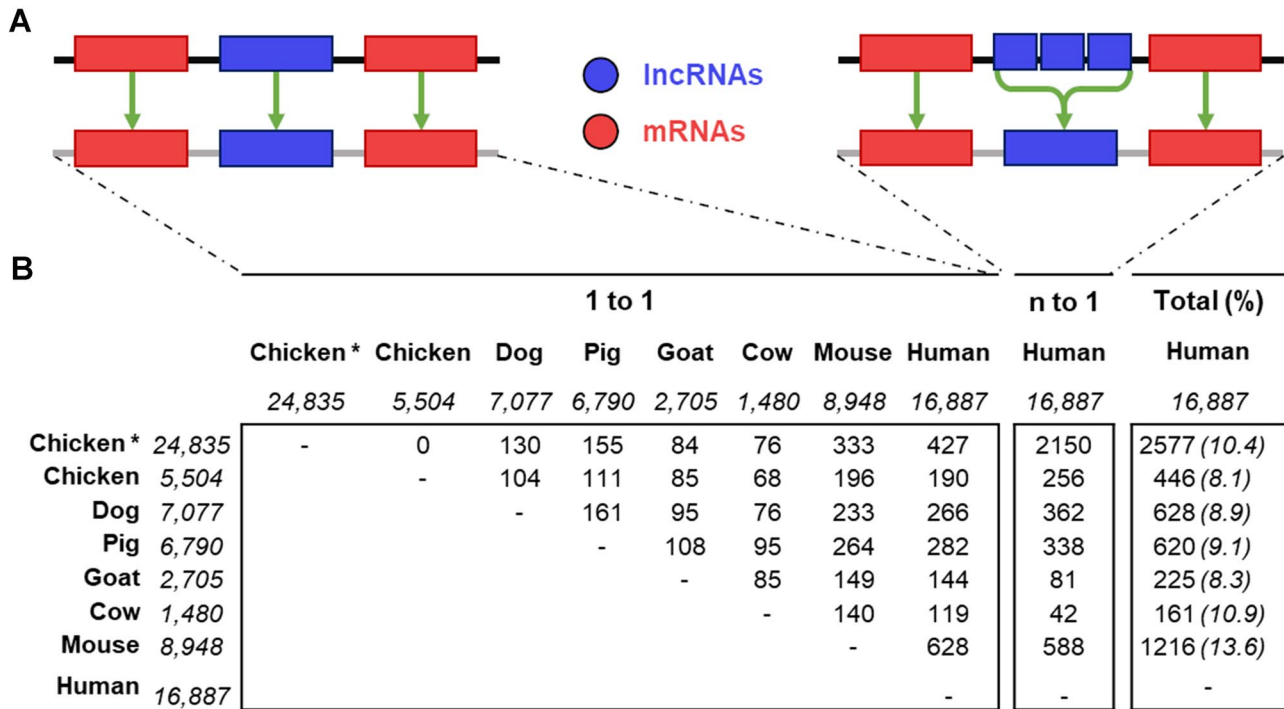 A
lncRNAs
mRNAs
B
1 to 1 n to 1 Total (%)
Chicken * Chicken Dog Pig Goat Cow Mouse Human Human Human
24,835 5,504 7,077 6,790 2,705 1,480 8,948 16,887 16,887 16,887
Chicken * 24,835 - 0 130 155 84 76 333 427 2150 2577 (10.4)
Chicken 5,504 - 104 111 85 68 196 190 256 446 (8.1)
Dog 7,077 - 161 95 76 233 266 362 628 (8.9)
Pig 6,790 - 108 95 264 282 338 620 (9.1)
Goat 2,705 - 85 149 144 81 225 (8.3)
Cow 1,480 - 140 119 42 161 (10.9)
Mouse 8,948 - 628 588 1216 (13.6)
Human 16,887 - - -